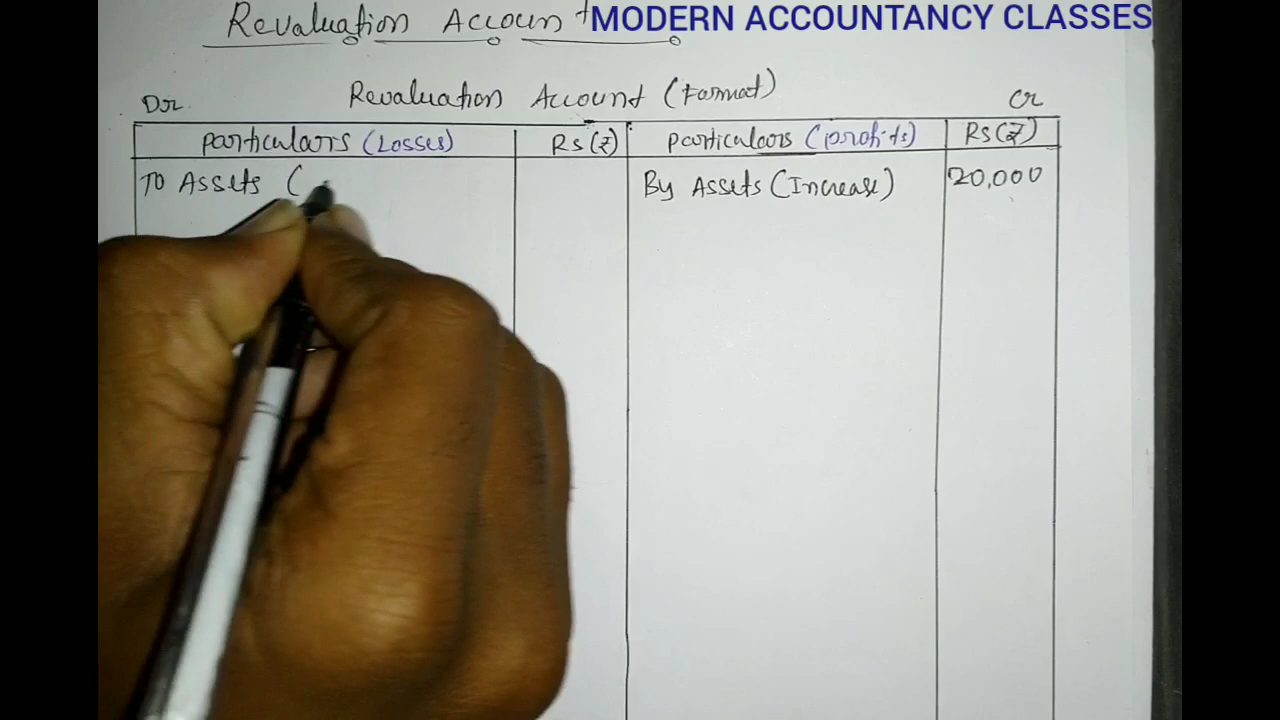 Revaluation Account MODERN ACCOUNTANCY CLASSES
Dr. Revaluation Account (Format) Cr
Particulars (Losses) Rs(₹) Particulars (profits) Rs(₹)
To Assets ( By Assets (Increase) 20,000